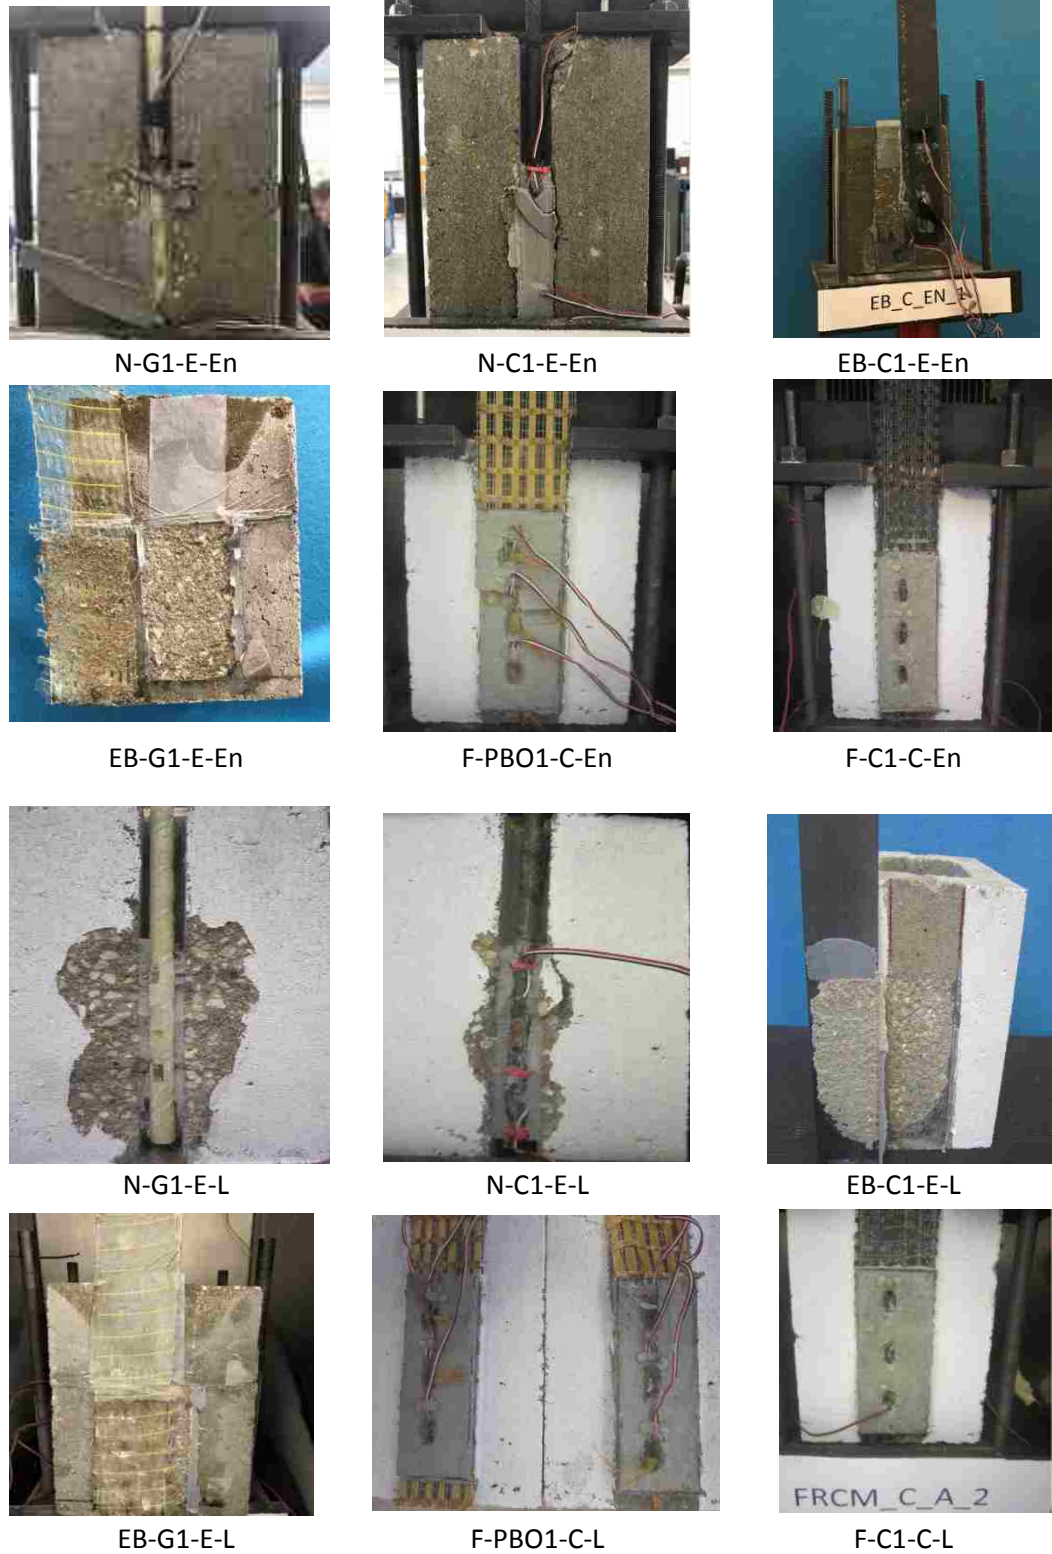 N-G1-E-En
N-C1-E-En
EB_C_EN_1
EB-C1-E-En
EB-G1-E-En
F-PBO1-C-En
F-C1-C-En
N-G1-E-L
N-C1-E-L
EB-C1-E-L
FRCM_C_A_2
EB-G1-E-L
F-PBO1-C-L
F-C1-C-L